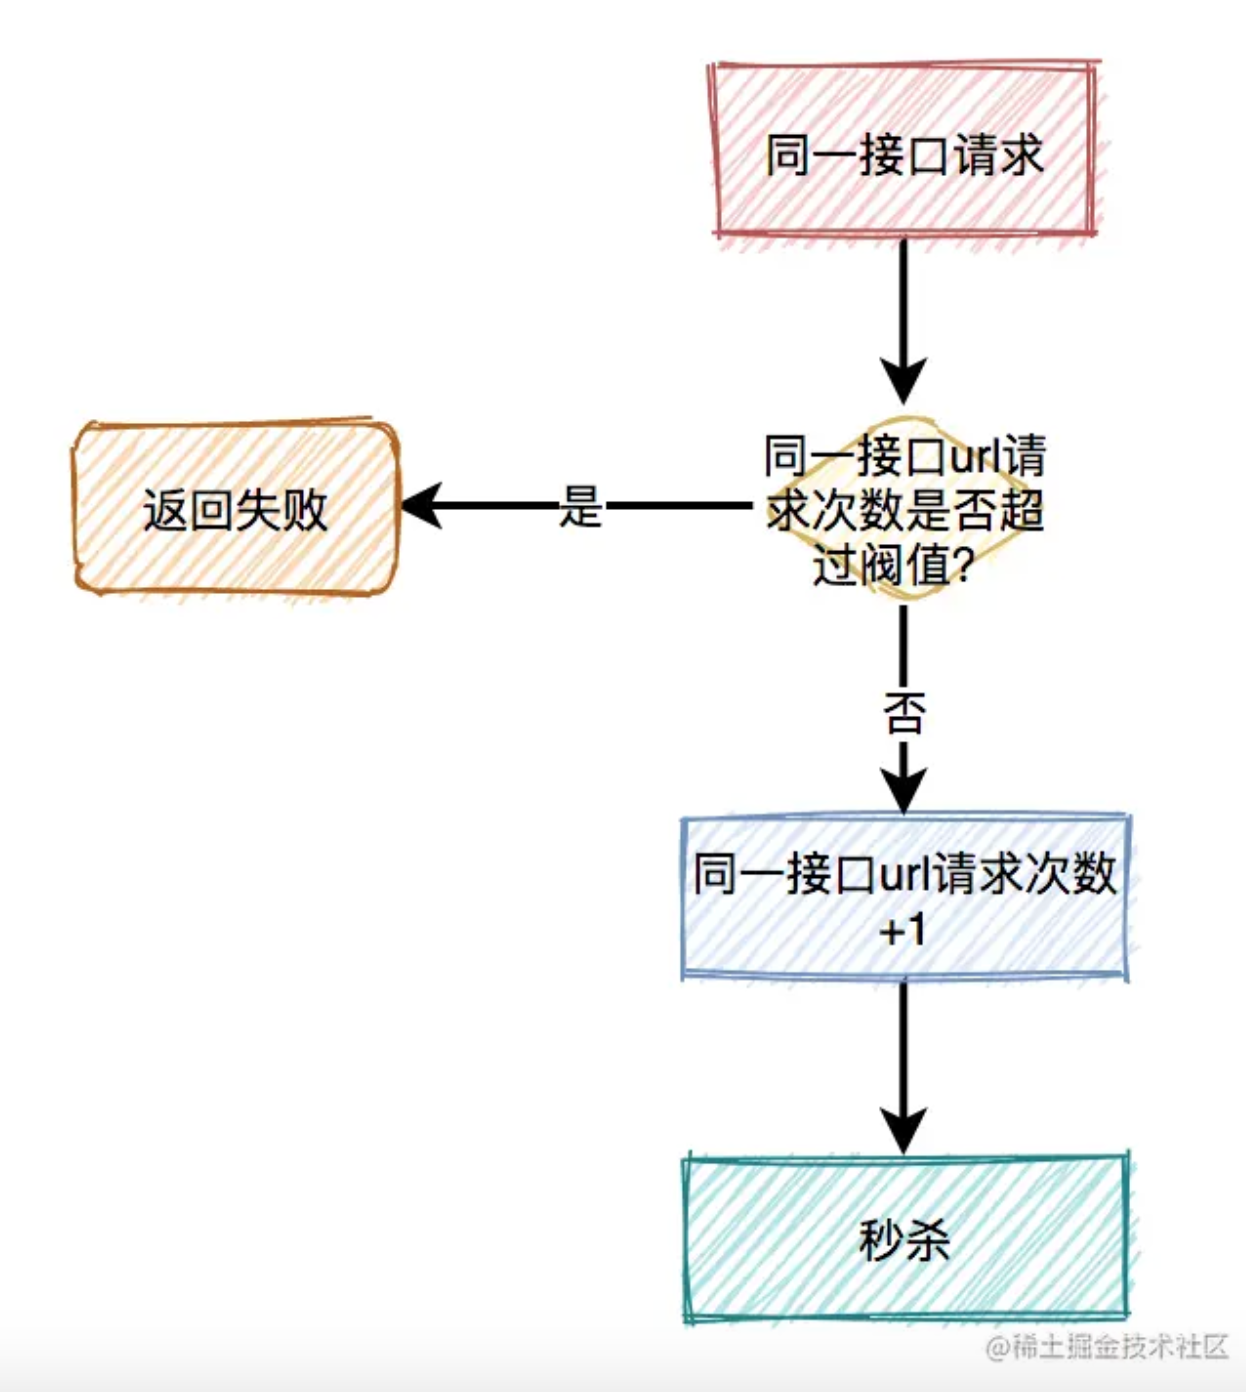 同一接口请求
同一接口url请
求次数是否超
过阀值?
是
返回失败
否
同一接口url请求次数
+1
秒杀
@稀土掘金技术社区